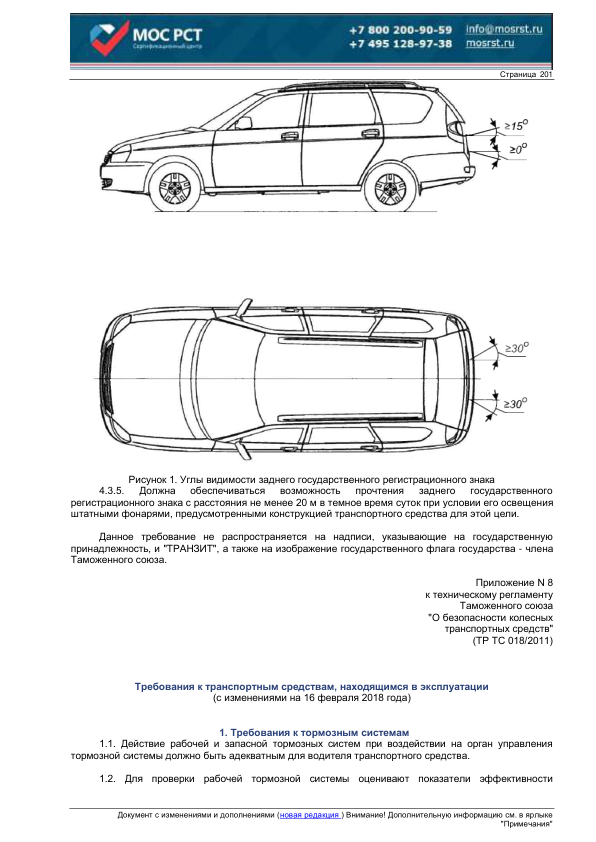 МОС РСТ
Сертификационный центр
+7 800 200-90-59 info@mosrst.ru
+7 495 128-97-38 mosrst.ru
Страница 201
≥15°
≥0°
≥30°
≥30°
Рисунок 1. Углы видимости заднего государственного регистрационного знака
4.3.5. Должна обеспечиваться возможность прочтения заднего государственного
регистрационного знака с расстояния не менее 20 м в темное время суток при условии его освещения
штатными фонарями, предусмотренными конструкцией транспортного средства для этой цели.
Данное требование не распространяется на надписи, указывающие на государственную
принадлежность, и "ТРАНЗИТ", а также на изображение государственного флага государства - члена
Таможенного союза.
Приложение N 8
к техническому регламенту
Таможенного союза
"О безопасности колесных
транспортных средств"
(ТР ТС 018/2011)
Требования к транспортным средствам, находящимся в эксплуатации
(с изменениями на 16 февраля 2018 года)
1. Требования к тормозным системам
1.1. Действие рабочей и запасной тормозных систем при воздействии на орган управления
тормозной системы должно быть адекватным для водителя транспортного средства.
1.2. Для проверки рабочей тормозной системы оценивают показатели эффективности
Документ с изменениями и дополнениями (новая редакция ) Внимание! Дополнительную информацию см. в ярлыке
"Примечания"